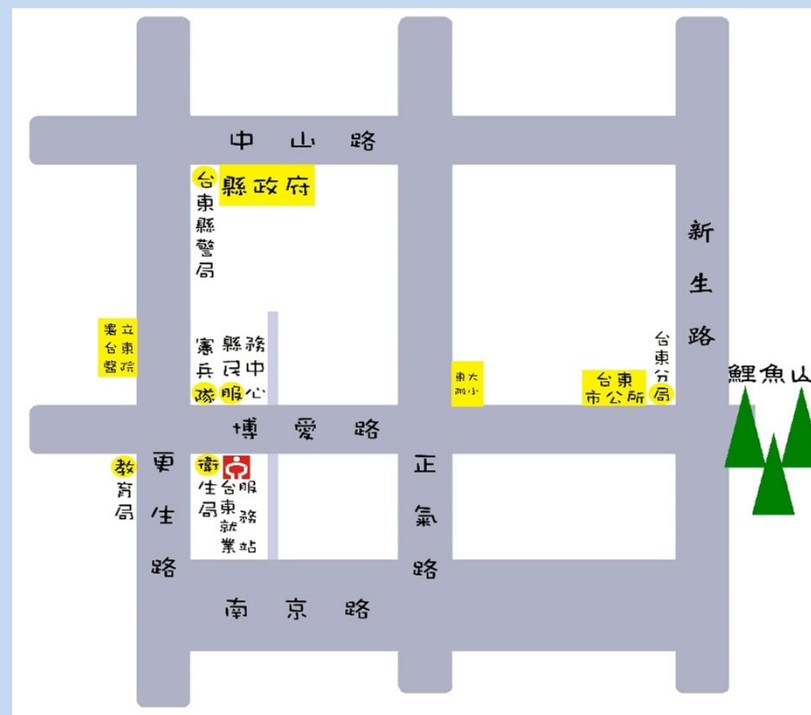 中山路
縣政府
台東縣警局
新生路
署立
台東
醫院
憲兵隊
縣民服
務中心
東大
附小
台東
市公所
台東分局
鯉魚山
博愛路
教育局
更生路
衛生局
台東就業
服務站
正氣路
南京路